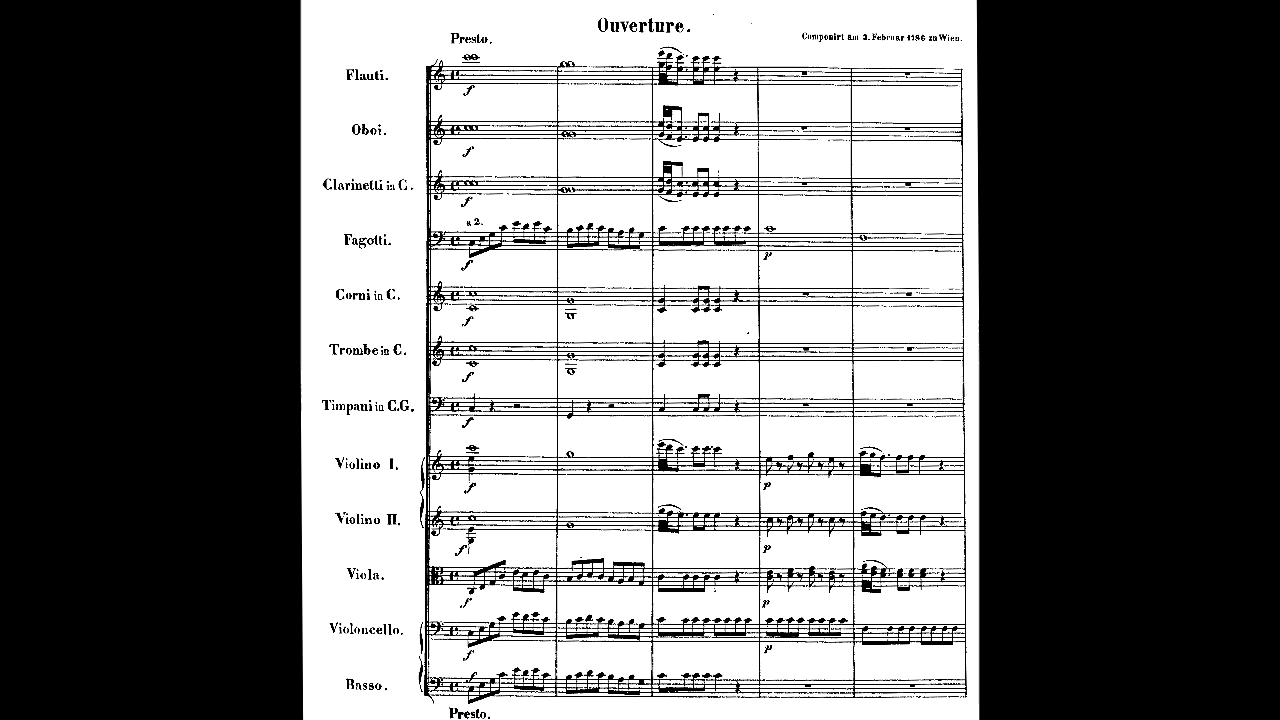 Ouverture.
Presto.
Componirt am 3. Februar 1786 zu Wien.
Flauti.
f
Oboi.
f
Clarinetti in C.
f
a 2.
Fagotti.
f
p
Corni in C.
f
Trombe in C.
f
Timpani in C.G.
f
Violino I.
f
p
Violino II.
f
p
Viola.
f
p
Violoncello.
f
p
Basso.
f
Presto.